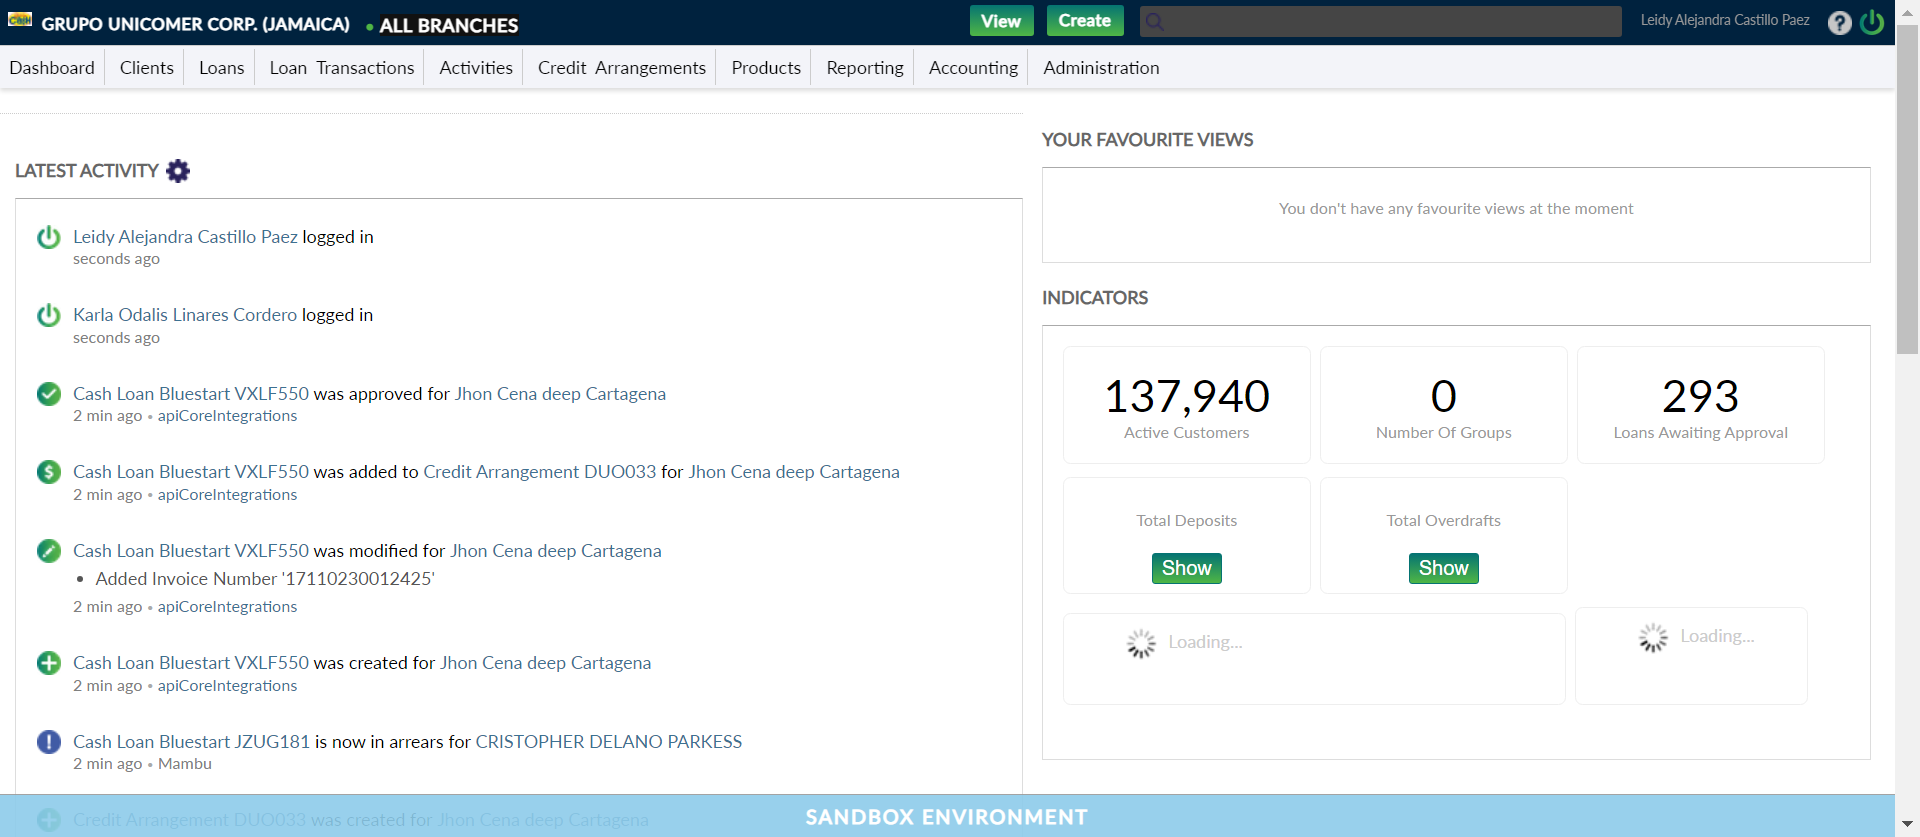 Cash
GRUPO UNICOMER CORP. (JAMAICA) • ALL BRANCHES
View
Create
Leidy Alejandra Castillo Paez
?
Dashboard
Clients
Loans
Loan Transactions
Activities
Credit Arrangements
Products
Reporting
Accounting
Administration
LATEST ACTIVITY
Leidy Alejandra Castillo Paez logged in
seconds ago
Karla Odalis Linares Cordero logged in
seconds ago
Cash Loan Bluestart VXLF550 was approved for Jhon Cena deep Cartagena
2 min ago • apiCoreIntegrations
Cash Loan Bluestart VXLF550 was added to Credit Arrangement DUO033 for Jhon Cena deep Cartagena
2 min ago • apiCoreIntegrations
Cash Loan Bluestart VXLF550 was modified for Jhon Cena deep Cartagena
• Added Invoice Number '17110230012425'
2 min ago • apiCoreIntegrations
Cash Loan Bluestart VXLF550 was created for Jhon Cena deep Cartagena
2 min ago • apiCoreIntegrations
Cash Loan Bluestart JZUG181 is now in arrears for CRISTOPHER DELANO PARKESS
2 min ago • Mambu
Credit Arrangement DUO033 was created for Jhon Cena deep Cartagena
YOUR FAVOURITE VIEWS
You don't have any favourite views at the moment
INDICATORS
137,940
Active Customers
0
Number Of Groups
293
Loans Awaiting Approval
Total Deposits
Show
Total Overdrafts
Show
Loading...
Loading...
SANDBOX ENVIRONMENT